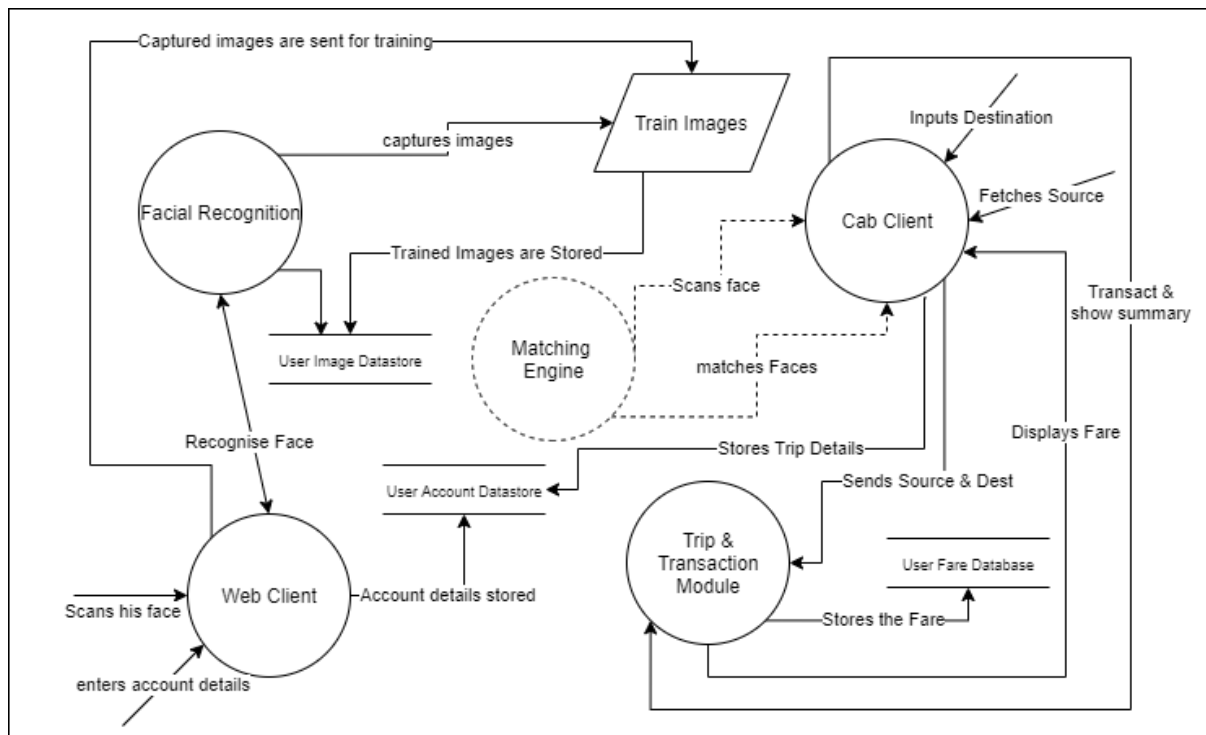 Captured images are sent for training
Train Images
Inputs Destination
captures images
Facial Recognition
Fetches Source
Cab Client
Trained Images are Stored
Scans face
Transact &
show summary
User Image Datastore
Matching
Engine
matches Faces
Recognise Face
Displays Fare
Stores Trip Details
User Account Datastore
Sends Source & Dest
Trip &
Transaction
Module
User Fare Database
Web Client
Account details stored
Scans his face
Stores the Fare
enters account details